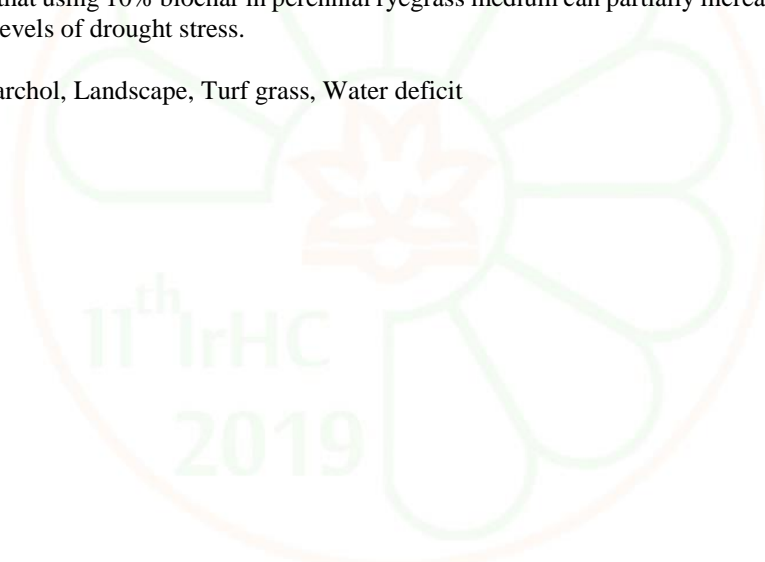 that using 10% biochar in perennial ryegrass medium can partially increa
evels of drought stress.
archol, Landscape, Turf grass, Water deficit
11th IrHC
2019